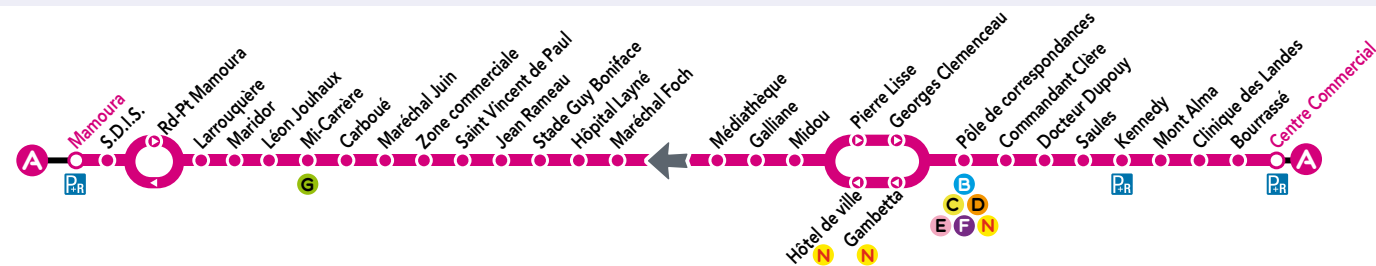 A
Mamoura
P+R
S.D.I.S.
Rd-Pt Mamoura
Larrouquère
Maridor
Léon Jouhaux
Mi-Carrère
G
Carboué
Maréchal Juin
Zone commerciale
Saint Vincent de Paul
Jean Rameau
Stade Guy Boniface
Hôpital Layné
Maréchal Foch
Médiathèque
Galliane
Midou
Pierre Lisse
Georges Clemenceau
Hôtel de ville
N
Gambetta
N
Pôle de correspondances
B
C D
E F N
Commandant Clère
Docteur Dupouy
Saules
Kennedy
P+R
Mont Alma
Clinique des Landes
Bourrassé
Centre Commercial
P+R
A